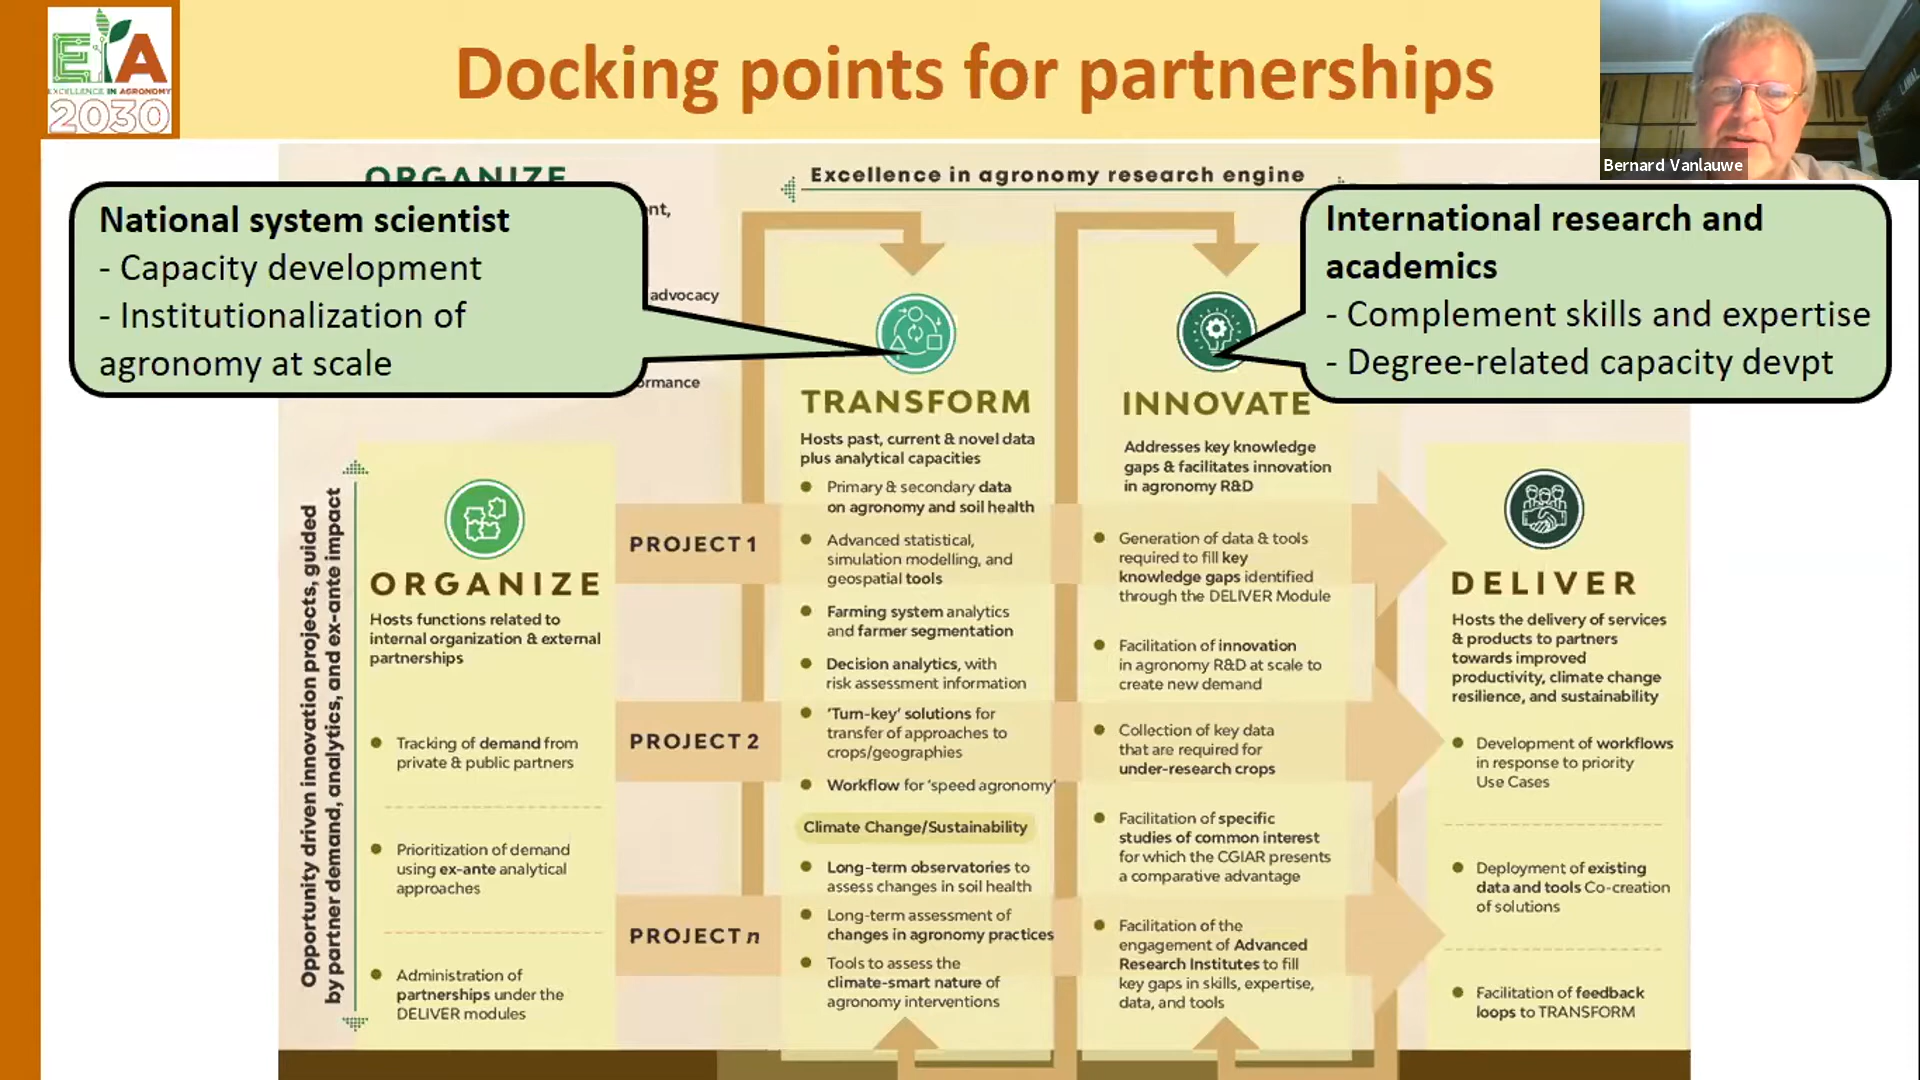 EiA
EXCELLENCE IN AGRONOMY
2030
Docking points for partnerships
Bernard Vanlauwe
ORGANIZE
Excellence in agronomy research engine
National system scientist
- Capacity development
- Institutionalization of
agronomy at scale
advocacy
International research and
academics
- Complement skills and expertise
- Degree-related capacity devpt
Opportunity driven innovation projects, guided
by partner demand, analytics, and ex-ante impact
ORGANIZE
Hosts functions related to
internal organization & external
partnerships
Tracking of demand from
private & public partners
Prioritization of demand
using ex-ante analytical
approaches
Administration of
partnerships under the
DELIVER modules
PROJECT 1
PROJECT 2
PROJECT n
TRANSFORM
Hosts past, current & novel data
plus analytical capacities
Primary & secondary data
on agronomy and soil health
Advanced statistical,
simulation modelling, and
geospatial tools
Farming system analytics
and farmer segmentation
Decision analytics, with
risk assessment information
‘Turn-key’ solutions for
transfer of approaches to
crops/geographies
Workflow for ‘speed agronomy’
Climate Change/Sustainability
Long-term observatories to
assess changes in soil health
Long-term assessment of
changes in agronomy practices
Tools to assess the
climate-smart nature of
agronomy interventions
INNOVATE
Addresses key knowledge
gaps & facilitates innovation
in agronomy R&D
Generation of data & tools
required to fill key
knowledge gaps identified
through the DELIVER Module
Facilitation of innovation
in agronomy R&D at scale to
create new demand
Collection of key data
that are required for
under-research crops
Facilitation of specific
studies of common interest
for which the CGIAR presents
a comparative advantage
Facilitation of the
engagement of Advanced
Research Institutes to fill
key gaps in skills, expertise,
data, and tools
DELIVER
Hosts the delivery of services
& products to partners
towards improved
productivity, climate change
resilience, and sustainability
Development of workflows
in response to priority
Use Cases
Deployment of existing
data and tools Co-creation
of solutions
Facilitation of feedback
loops to TRANSFORM